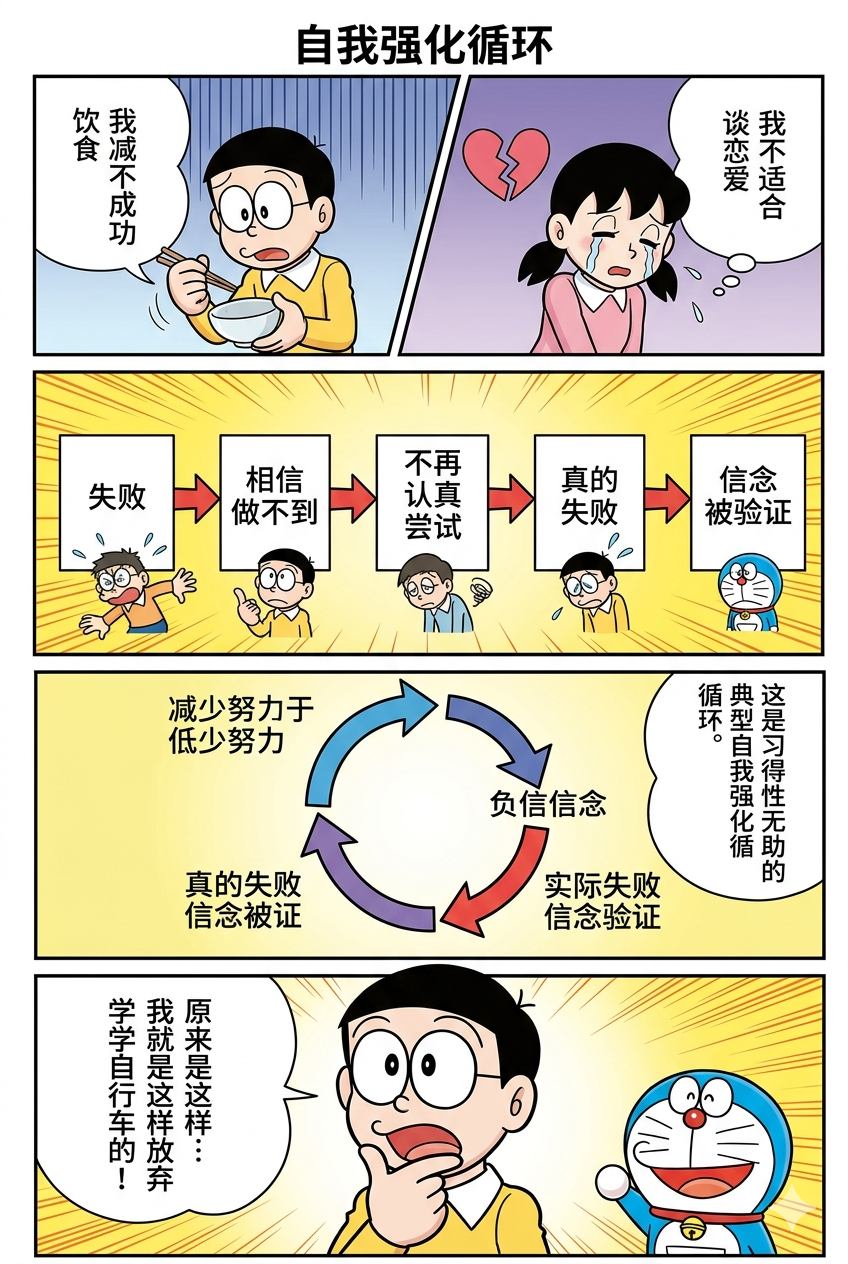 自我强化循环
我减不成功
饮食
我不适合
谈恋爱
失败
相信
做不到
不再
认真
尝试
真的
失败
信念
被验证
减少努力于
低少努力
负信信念
实际失败
信念验证
真的失败
信念被证
这是习得性无助的
典型自我强化循
循环。
原来是这样…
我就是这样放弃
学学自行车的！